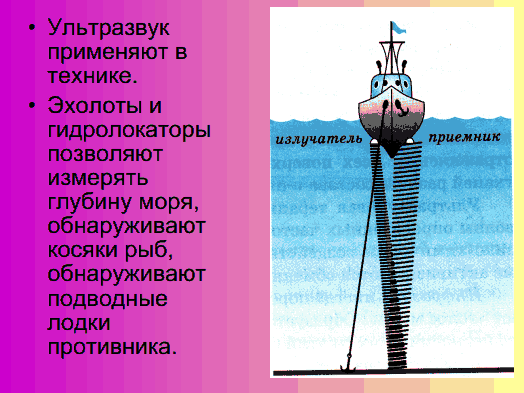 • Ультразвук
применяют в
технике.
• Эхолоты и
гидролокаторы
позволяют
измерять
глубину моря,
обнаруживают
косяки рыб,
обнаруживают
подводные
лодки
противника.
излучатель приемник